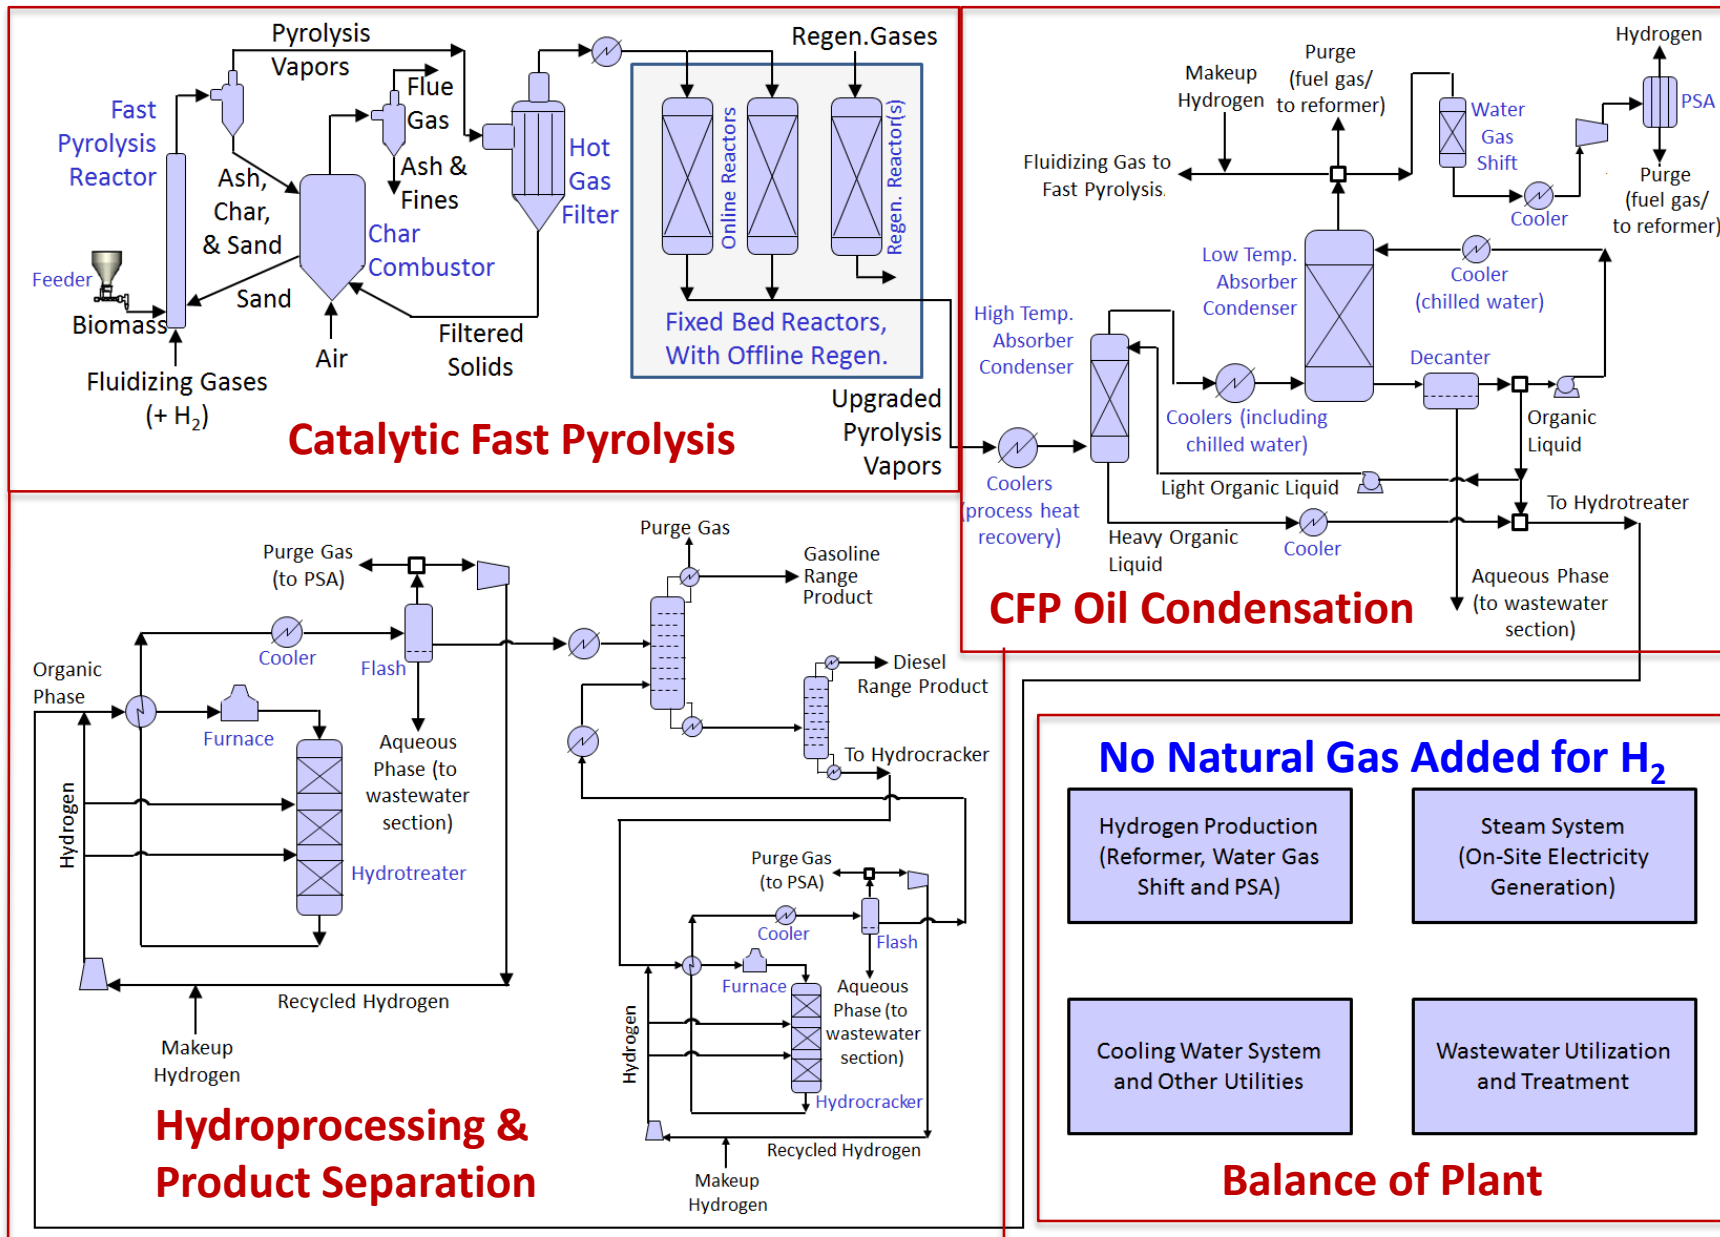 Pyrolysis
Vapors
Fast
Pyrolysis
Reactor
Flue
Gas
Ash &
Fines
Ash,
Char,
& Sand
Char
Combustor
Hot
Gas
Filter
Feeder
Biomass
Sand
Air
Filtered
Solids
Fluidizing Gases
(+ H₂)
Regen.Gases
Online Reactors
Regen. Reactor(s)
Fixed Bed Reactors,
With Offline Regen.
Upgraded
Pyrolysis
Vapors
Catalytic Fast Pyrolysis
Makeup
Hydrogen
Purge
(fuel gas/
to reformer)
Hydrogen
PSA
Water
Gas
Shift
Purge
(fuel gas/
to reformer)
Cooler
Fluidizing Gas to
Fast Pyrolysis.
Low Temp.
Absorber
Condenser
Cooler
(chilled water)
High Temp.
Absorber
Condenser
Decanter
Coolers (including
chilled water)
Organic
Liquid
Coolers
(process heat
recovery)
Light Organic Liquid
Heavy Organic
Liquid
Cooler
To Hydrotreater
Aqueous Phase
(to wastewater
section)
CFP Oil Condensation
Purge Gas
(to PSA)
Purge Gas
Gasoline
Range
Product
Cooler
Flash
Organic
Phase
Furnace
Aqueous
Phase (to
wastewater
section)
Hydrogen
Hydrotreater
Diesel
Range Product
To Hydrocracker
Recycled Hydrogen
Makeup
Hydrogen
Purge Gas
(to PSA)
Cooler
Flash
Furnace
Aqueous
Phase (to
wastewater
section)
Hydrogen
Hydrocracker
Recycled Hydrogen
Makeup
Hydrogen
Hydroprocessing &
Product Separation
No Natural Gas Added for H₂
Hydrogen Production
(Reformer, Water Gas
Shift and PSA)
Steam System
(On-Site Electricity
Generation)
Cooling Water System
and Other Utilities
Wastewater Utilization
and Treatment
Balance of Plant